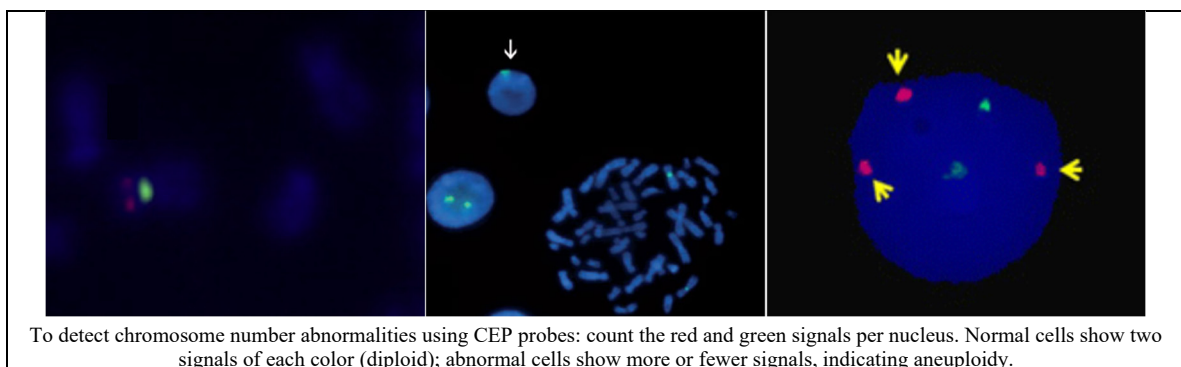 To detect chromosome number abnormalities using CEP probes: count the red and green signals per nucleus. Normal cells show two
signals of each color (diploid); abnormal cells show more or fewer signals, indicating aneuploidy.